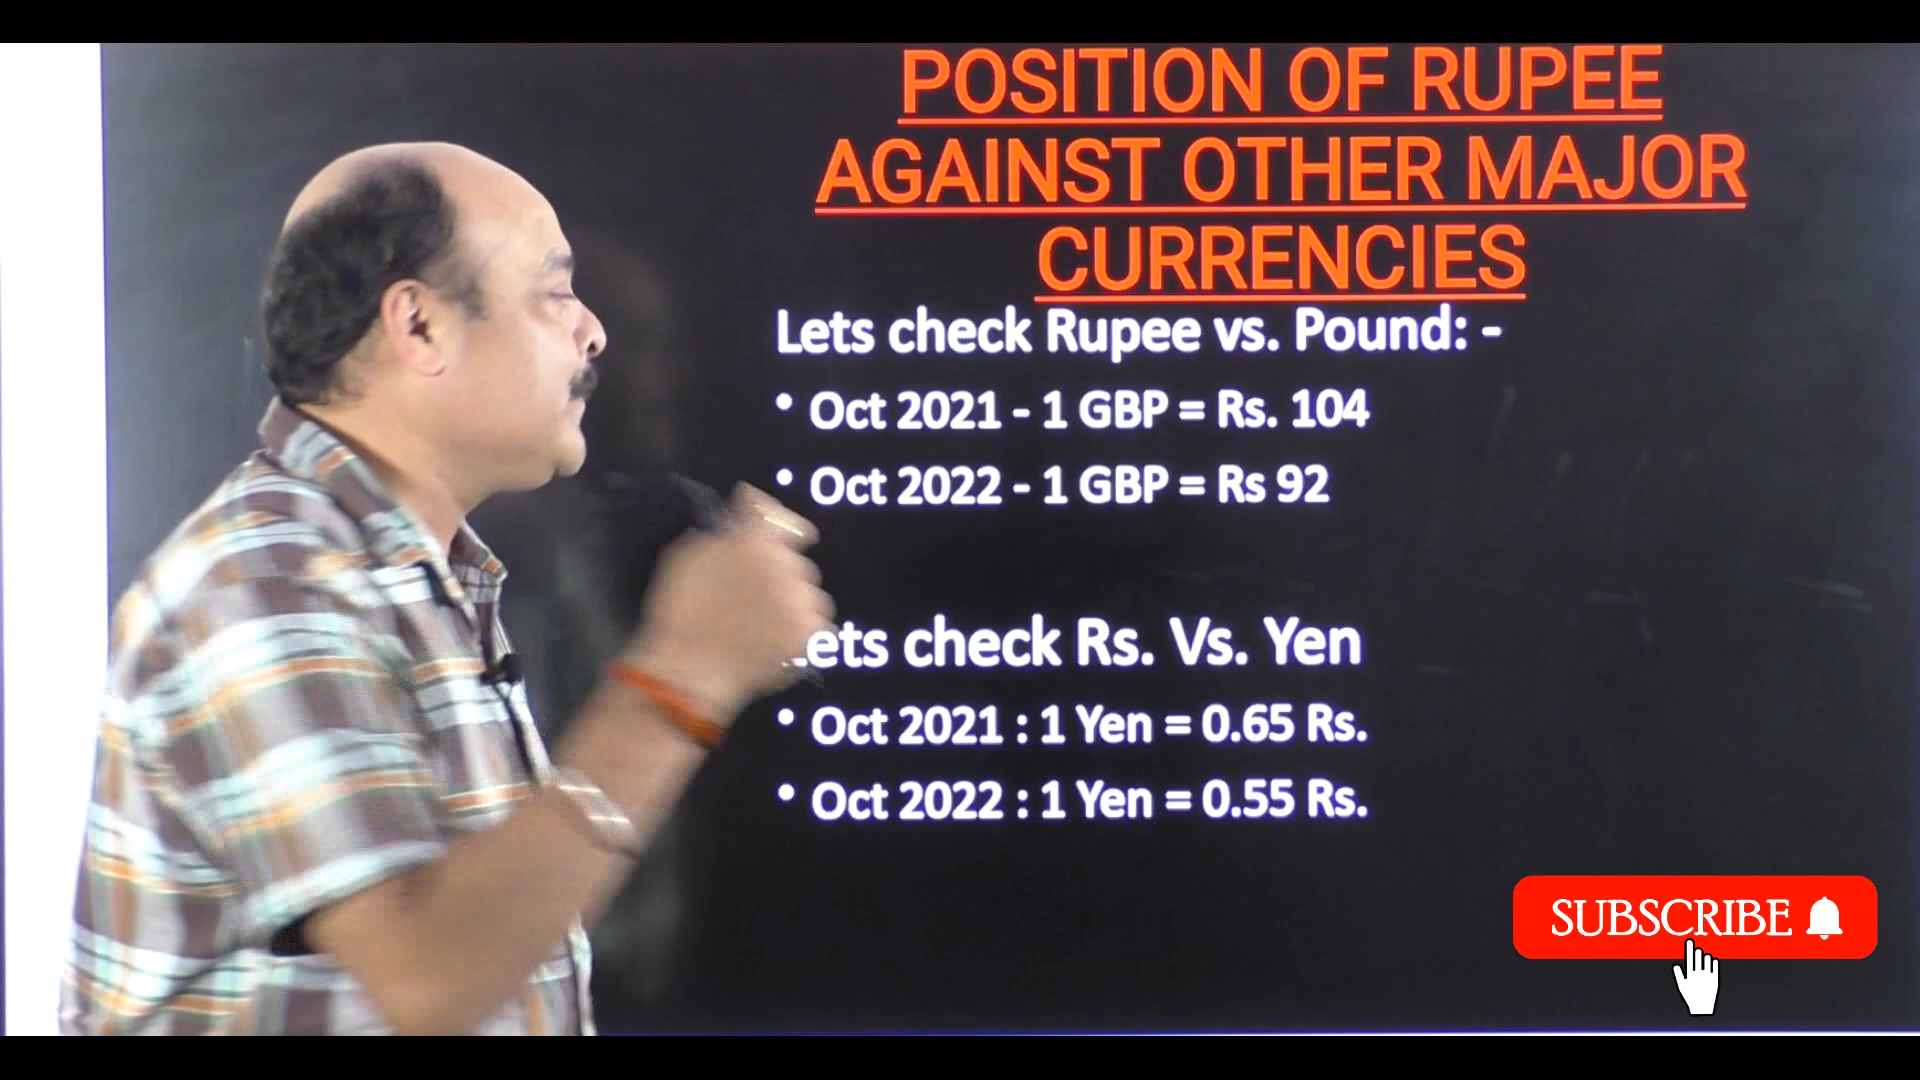 POSITION OF RUPEE
AGAINST OTHER MAJOR
CURRENCIES
Lets check Rupee vs. Pound: -
• Oct 2021 - 1 GBP = Rs. 104
• Oct 2022 - 1 GBP = Rs 92
Lets check Rs. Vs. Yen
• Oct 2021 : 1 Yen = 0.65 Rs.
• Oct 2022 : 1 Yen = 0.55 Rs.
SUBSCRIBE